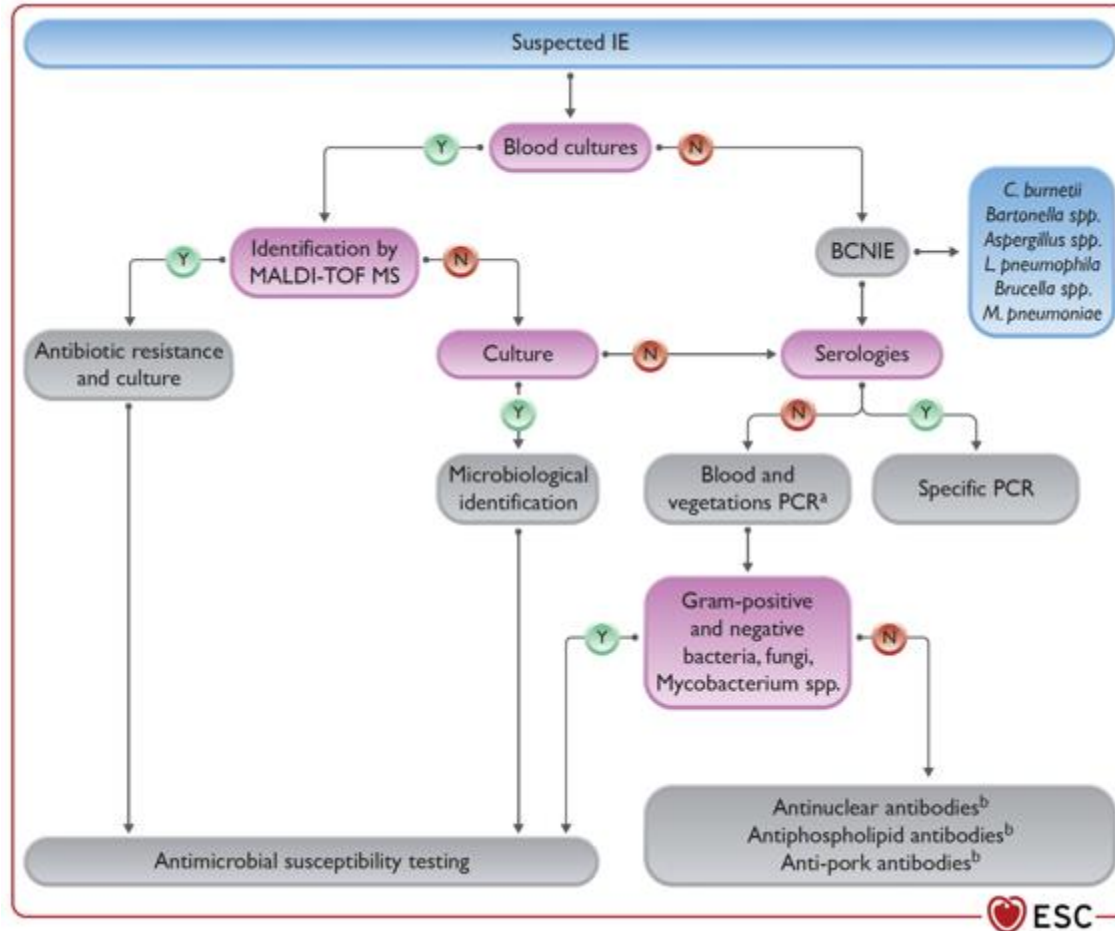 Suspected IE
Y
Blood cultures
N
C. burnetii
Bartonella spp.
Aspergillus spp.
L. pneumophila
Brucella spp.
M. pneumoniae
Y
Identification by
MALDI-TOF MS
N
BCNIE
Antibiotic resistance
and culture
Culture
N
Serologies
Y
N
Y
Microbiological
identification
Blood and
vegetations PCRᵃ
Specific PCR
Y
Gram-positive
and negative
bacteria, fungi,
Mycobacterium spp.
N
Antimicrobial susceptibility testing
Antinuclear antibodiesᵇ
Antiphospholipid antibodiesᵇ
Anti-pork antibodiesᵇ
ESC